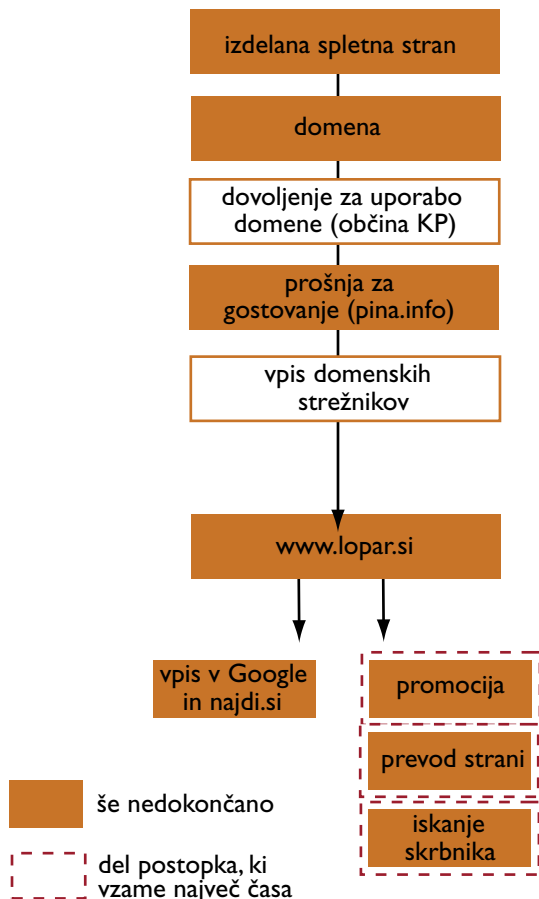 izdelana spletna stran
domena
dovoljenje za uporabo
domene (občina KP)
prošnja za
gostovanje (pina.info)
vpis domenskih
strežnikov
www.lopar.si
vpis v Google
in najdi.si
promocija
prevod strani
iskanje
skrbnika
še nedokončano
del postopka, ki
vzame največ časa